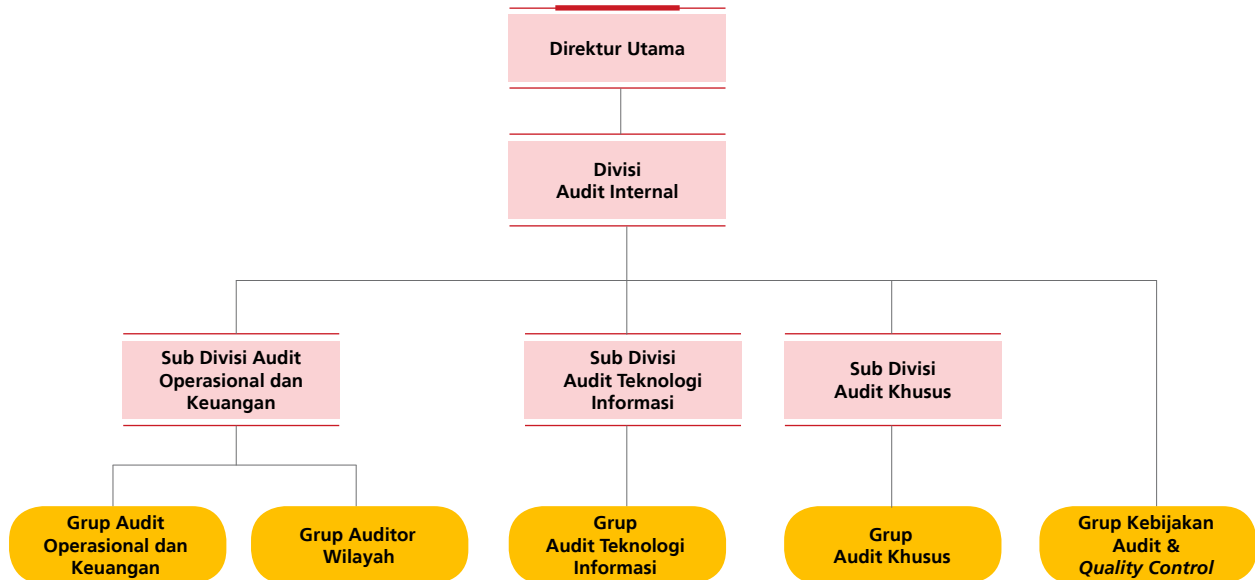 Direktur Utama
Divisi
Audit Internal
Sub Divisi Audit
Operasional dan
Keuangan
Sub Divisi
Audit Teknologi
Informasi
Sub Divisi
Audit Khusus
Grup Audit
Operasional dan
Keuangan
Grup Auditor
Wilayah
Grup
Audit Teknologi
Informasi
Grup
Audit Khusus
Grup Kebijakan
Audit &
Quality Control